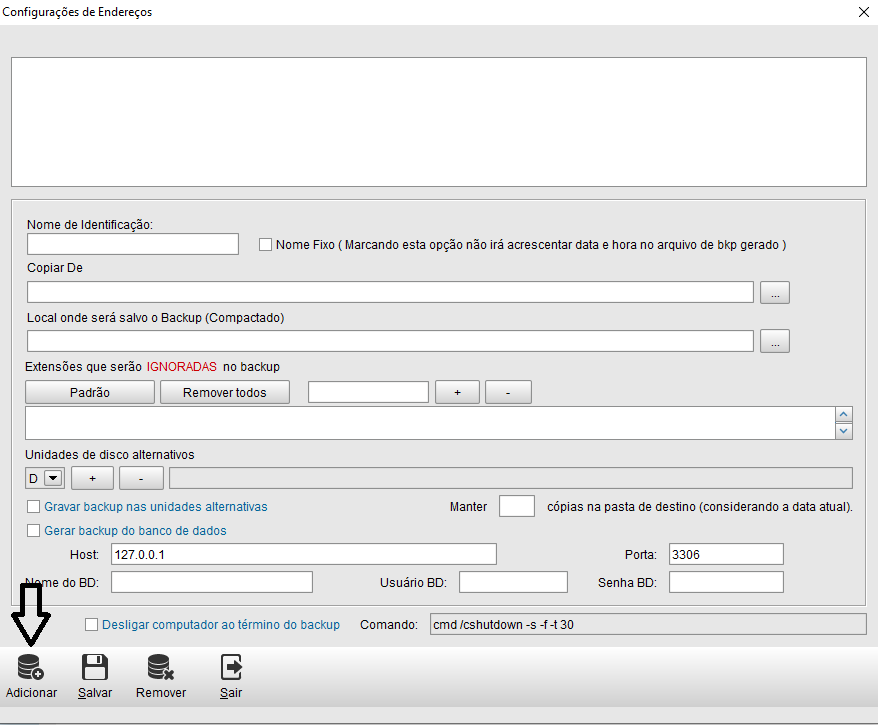 Configurações de Endereços
Nome de Identificação:
Nome Fixo ( Marcando esta opção não irá acrescentar data e hora no arquivo de bkp gerado )
Copiar De
...
Local onde será salvo o Backup (Compactado)
...
Extensões que serão IGNORADAS no backup
Padrão Remover todos + -
Unidades de disco alternativos
D + -
Gravar backup nas unidades alternativas Manter cópias na pasta de destino (considerando a data atual).
Gerar backup do banco de dados
Host: 127.0.0.1 Porta: 3306
Nome do BD: Usuário BD: Senha BD:
Desligar computador ao término do backup Comando: cmd /cshutdown -s -f -t 30
Adicionar Salvar Remover Sair